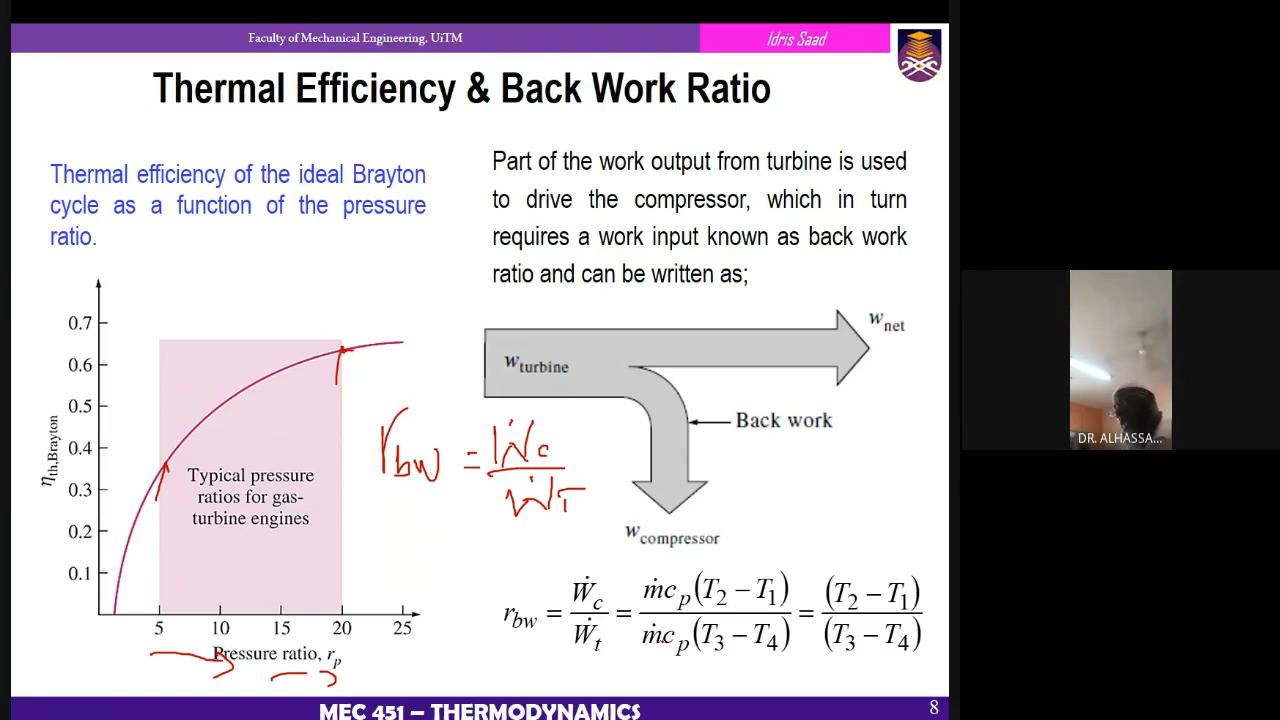 Faculty of Mechanical Engineering, UiTM
Idris Saad
Thermal Efficiency & Back Work Ratio
Thermal efficiency of the ideal Brayton
cycle as a function of the pressure
ratio.
Part of the work output from turbine is used
to drive the compressor, which in turn
requires a work input known as back work
ratio and can be written as;
0.7
0.6
0.5
0.4
0.3
0.2
0.1
ηth,Brayton
Typical pressure
ratios for gas-
turbine engines
5 10 15 20 25
Pressure ratio, rp
wnet
wturbine
Back work
wcompressor
rbw = Ẇc / ẆT
rbw = Ẇc / Ẇt = ṁcp(T2 − T1) / ṁcp(T3 − T4) = (T2 − T1) / (T3 − T4)
DR. ALHASSA...
MEC 451 – THERMODYNAMICS
8